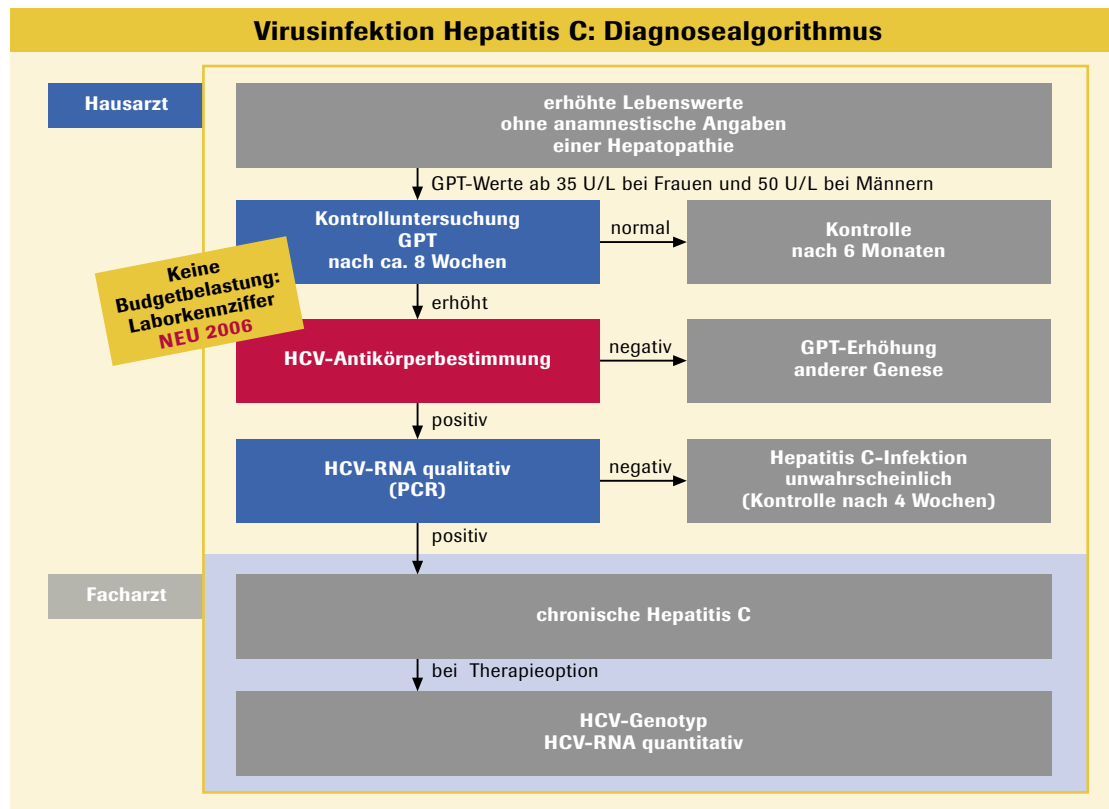 Virusinfektion Hepatitis C: Diagnosealgorithmus
Hausarzt
erhöhte Lebenswerte
ohne anamnestische Angaben
einer Hepatopathie
GPT-Werte ab 35 U/L bei Frauen und 50 U/L bei Männern
Kontrolluntersuchung
GPT
nach ca. 8 Wochen
normal
Kontrolle
nach 6 Monaten
Keine
Budgetbelastung:
Laborkennziffer
NEU 2006
erhöht
HCV-Antikörperbestimmung
negativ
GPT-Erhöhung
anderer Genese
positiv
HCV-RNA qualitativ
(PCR)
negativ
Hepatitis C-Infektion
unwahrscheinlich
(Kontrolle nach 4 Wochen)
positiv
Facharzt
chronische Hepatitis C
bei Therapieoption
HCV-Genotyp
HCV-RNA quantitativ